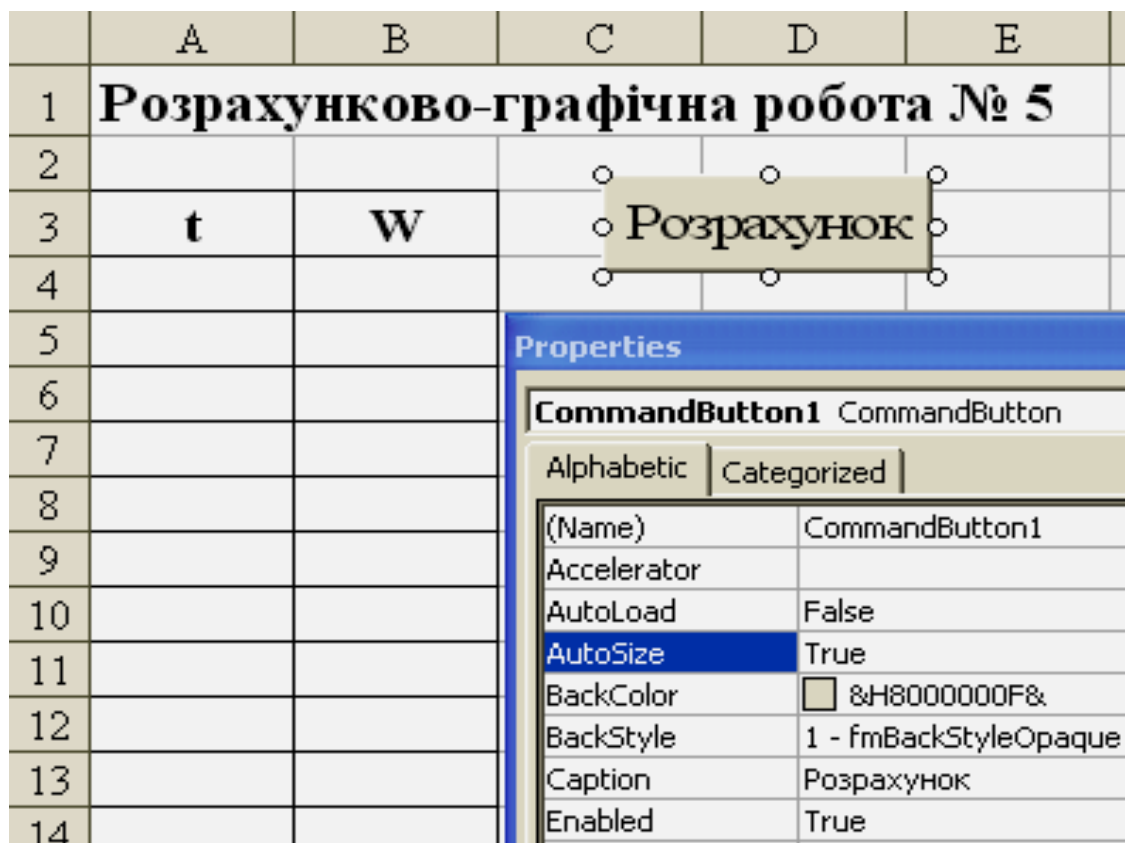 A B C D E
1 Розрахунково-графічна робота № 5
2
3 t W Розрахунок
4
5
Properties
6
CommandButton1 CommandButton
7
Alphabetic Categorized
8
(Name) CommandButton1
9
Accelerator
10
AutoLoad False
11
AutoSize True
BackColor &H8000000F&
12
BackStyle 1 - fmBackStyleOpaque
13
Caption Розрахунок
14
Enabled True